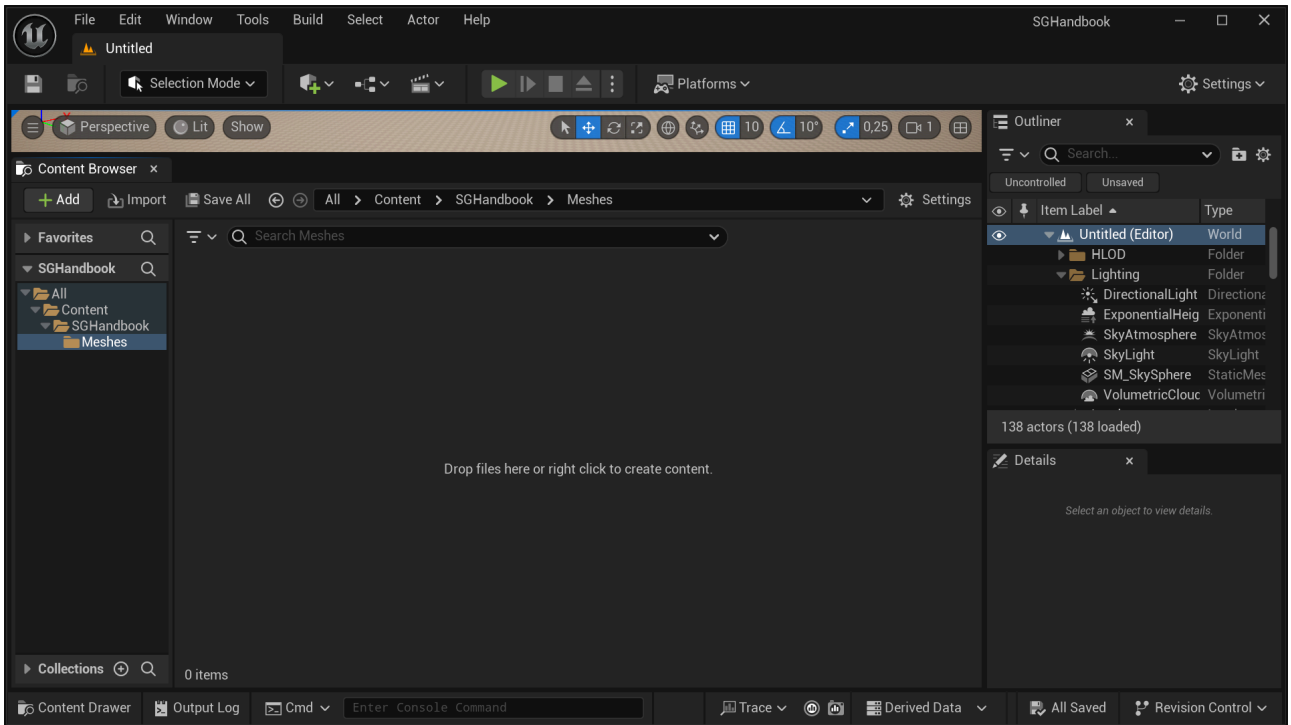 File Edit Window Tools Build Select Actor Help SGHandbook
Untitled
Selection Mode Platforms Settings
Perspective Lit Show 10 10° 0,25 1
Outliner
Search...
Uncontrolled Unsaved
Item Label Type
Untitled (Editor) World
HLOD Folder
Lighting Folder
DirectionalLight Directiona
ExponentialHeig Exponenti
SkyAtmosphere SkyAtmos
SkyLight SkyLight
SM_SkySphere StaticMes
VolumetricClouc Volumetri
138 actors (138 loaded)
Details
Select an object to view details.
Content Browser
Add Import Save All All > Content > SGHandbook > Meshes Settings
Favorites
Search Meshes
SGHandbook
All
Content
SGHandbook
Meshes
Drop files here or right click to create content.
Collections
0 items
Content Drawer Output Log Cmd Enter Console Command Trace Derived Data All Saved Revision Control